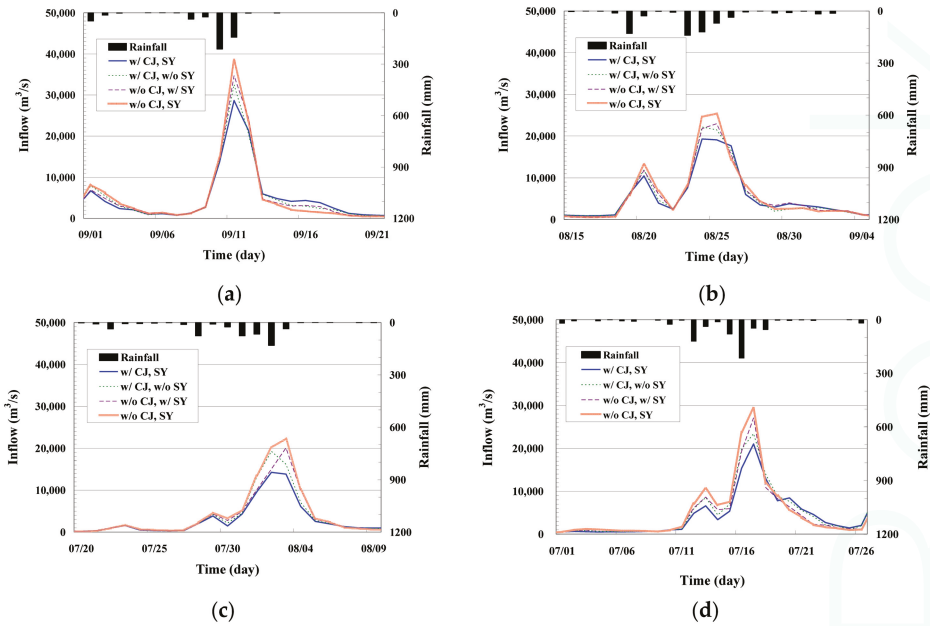 50,000
40,000
30,000
20,000
10,000
0
Inflow (m³/s)
Rainfall
w/ CJ, SY
w/ CJ, w/o SY
w/o CJ, w/ SY
w/o CJ, SY
0
300
600
900
1200
Rainfall (mm)
09/01 09/06 09/11 09/16 09/21
Time (day)
(a)
50,000
40,000
30,000
20,000
10,000
0
Inflow (m³/s)
Rainfall
w/ CJ, SY
w/ CJ, w/o SY
w/o CJ, w/ SY
w/o CJ, SY
0
300
600
900
1200
Rainfall (mm)
08/15 08/20 08/25 08/30 09/04
Time (day)
(b)
50,000
40,000
30,000
20,000
10,000
0
Inflow (m³/s)
Rainfall
w/ CJ, SY
w/ CJ, w/o SY
w/o CJ, w/ SY
w/o CJ, SY
0
300
600
900
1200
Rainfall (mm)
07/20 07/25 07/30 08/04 08/09
Time (day)
(c)
50,000
40,000
30,000
20,000
10,000
0
Inflow (m³/s)
Rainfall
w/ CJ, SY
w/ CJ, w/o SY
w/o CJ, w/ SY
w/o CJ, SY
0
300
600
900
1200
Rainfall (mm)
07/01 07/06 07/11 07/16 07/21 07/26
Time (day)
(d)